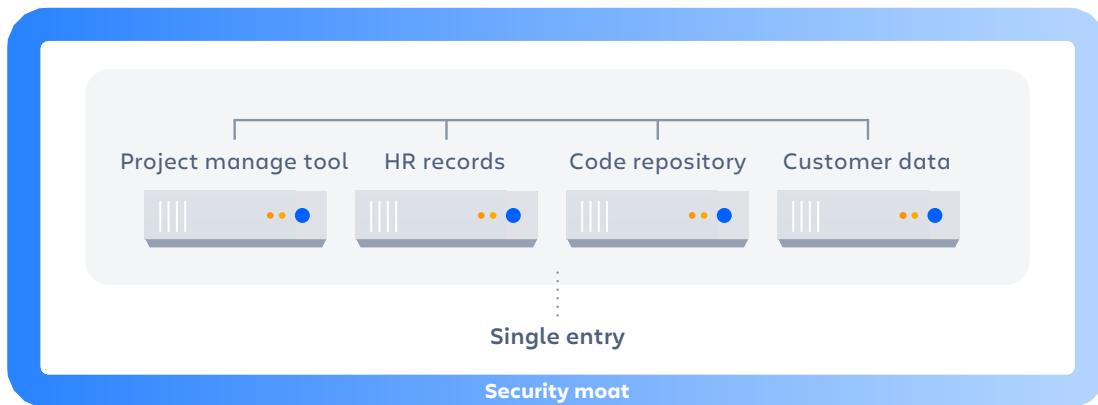 Project manage tool
HR records
Code repository
Customer data
Single entry
Security moat